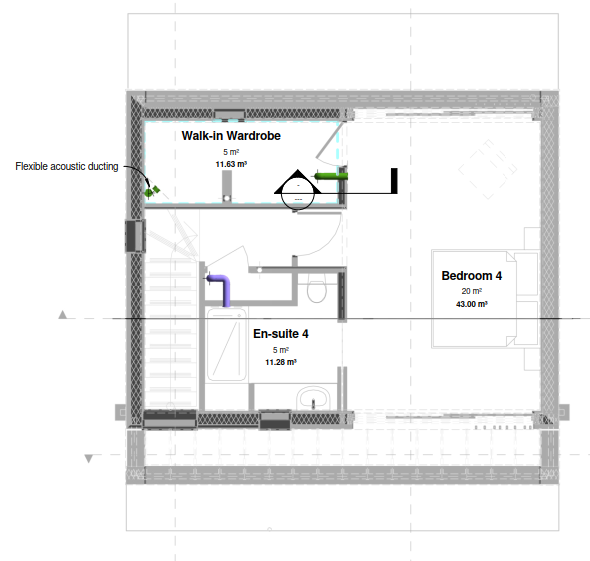 Walk-in Wardrobe
5 m²
11.63 m³
Flexible acoustic ducting
Bedroom 4
20 m²
43.00 m³
En-suite 4
5 m²
11.28 m³